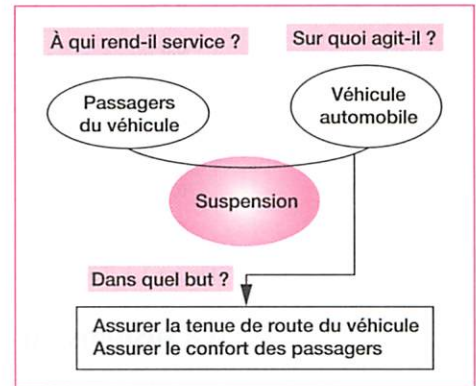 À qui rend-il service ?
Sur quoi agit-il ?
Passagers
du véhicule
Véhicule
automobile
Suspension
Dans quel but ?
Assurer la tenue de route du véhicule
Assurer le confort des passagers